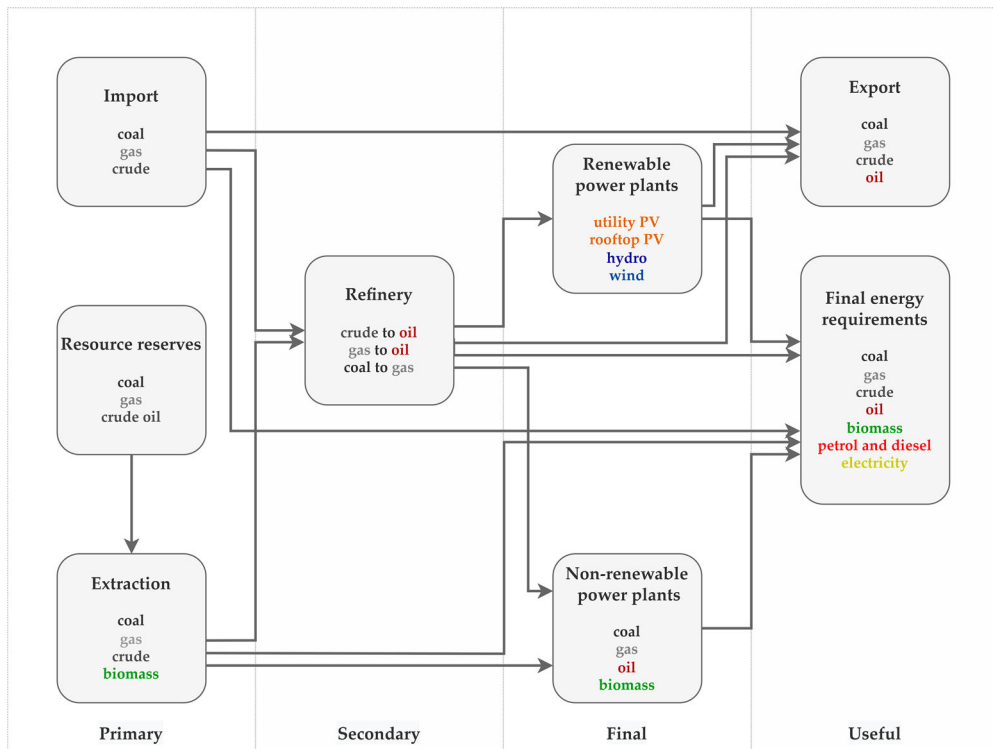 Import
coal
gas
crude
Resource reserves
coal
gas
crude oil
Extraction
coal
gas
crude
biomass
Primary
Refinery
crude to oil
gas to oil
coal to gas
Secondary
Renewable
power plants
utility PV
rooftop PV
hydro
wind
Non-renewable
power plants
coal
gas
oil
biomass
Final
Export
coal
gas
crude
oil
Final energy
requirements
coal
gas
crude
oil
biomass
petrol and diesel
electricity
Useful